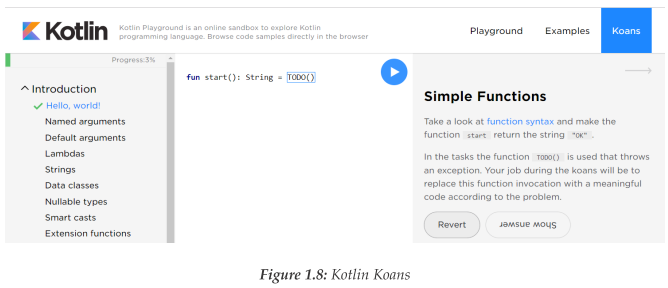 Kotlin
Kotlin Playground is an online sandbox to explore Kotlin
programming language. Browse code samples directly in the browser
Playground
Examples
Koans
Progress:3%
Introduction
Hello, world!
Named arguments
Default arguments
Lambdas
Strings
Data classes
Nullable types
Smart casts
Extension functions
fun start(): String = TODO()
Simple Functions
Take a look at function syntax and make the
function start return the string "OK" .
In the tasks the function TODO() is used that throws
an exception. Your job during the koans will be to
replace this function invocation with a meaningful
code according to the problem.
Revert
Show answer
Figure 1.8: Kotlin Koans